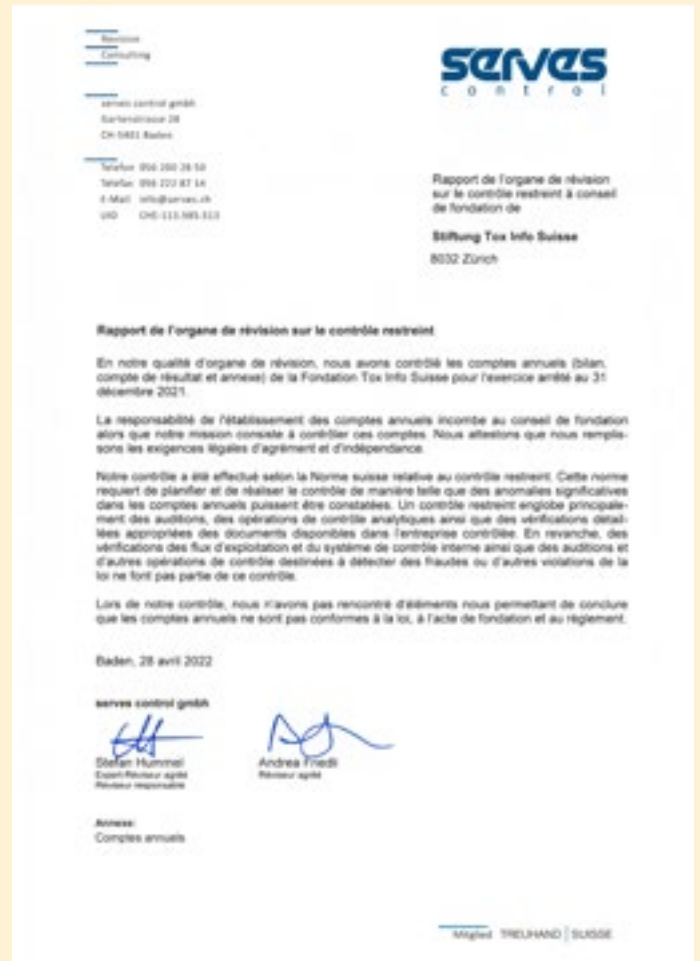 Revision
Consulting
serves control gmbh
CH-5401 Baden
Telefon 056 200 28 50
Telefax 056 222 87 14
E-Mail info@serves.ch
UID
serves
control
Rapport de l'organe de révision
sur le contrôle restreint à conseil
de fondation de
Stiftung Tox Info Suisse
8032 Zürich
Rapport de l'organe de révision sur le contrôle restreint
En notre qualité d'organe de révision, nous avons contrôlé les comptes annuels (bilan,
compte de résultat et annexe) de la Fondation Tox Info Suisse pour l'exercice arrêté au 31
décembre 2021.
La responsabilité de l'établissement des comptes annuels incombe au conseil de fondation
alors que notre mission consiste à contrôler ces comptes. Nous attestons que nous remplis-
sons les exigences légales d'agrément et d'indépendance.
Notre contrôle a été effectué selon la Norme suisse relative au contrôle restreint. Cette norme
requiert de planifier et de réaliser le contrôle de manière telle que des anomalies significatives
dans les comptes annuels puissent être constatées. Un contrôle restreint englobe principale-
ment des auditions, des opérations de contrôle analytiques ainsi que des vérifications détail-
lées appropriées des documents disponibles dans l'entreprise contrôlée. En revanche, des
vérifications des flux d'exploitation et du système de contrôle interne ainsi que des auditions et
d'autres opérations de contrôle destinées à détecter des fraudes ou d'autres violations de la
loi ne font pas partie de ce contrôle.
Lors de notre contrôle, nous n'avons pas rencontré d'éléments nous permettant de conclure
que les comptes annuels ne sont pas conformes à la loi, à l'acte de fondation et au règlement.
Baden, 28 avril 2022
serves control gmbh
Stefan Hummel
Expert-Réviseur agréé
Réviseur responsable
Andrea Friedli
Réviseur agréé
Annexe:
Comptes annuels
Mitglied TREUHAND | SUISSE